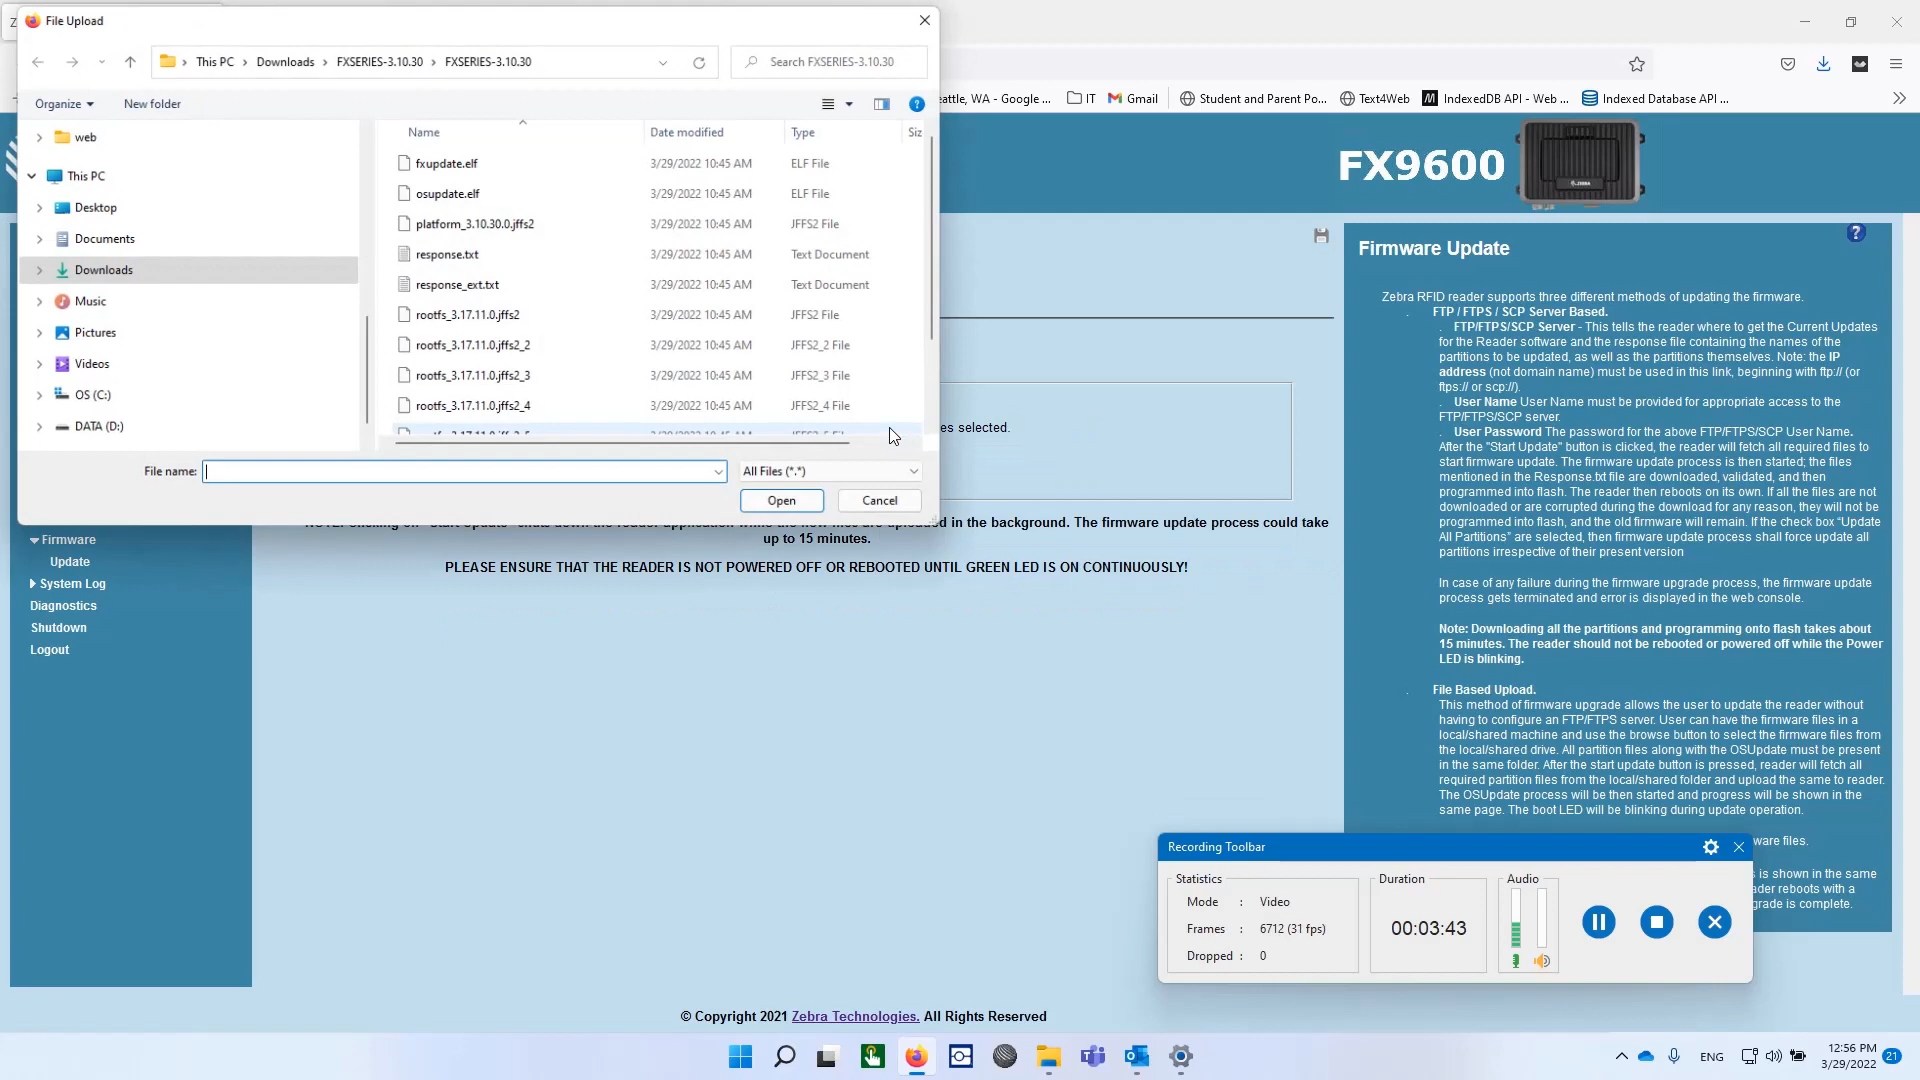 File Upload
This PC
Downloads
FXSERIES-3.10.30
FXSERIES-3.10.30
Search FXSERIES-3.10.30
Organize
New folder
Name
Date modified
Type
web
This PC
Desktop
Documents
Downloads
Music
Pictures
Videos
OS (C:)
DATA (D:)
fxupdate.elf 3/29/2022 10:45 AM ELF File
osupdate.elf 3/29/2022 10:45 AM ELF File
platform_3.10.30.0.jffs2 3/29/2022 10:45 AM JFFS2 File
response.txt 3/29/2022 10:45 AM Text Document
response_ext.txt 3/29/2022 10:45 AM Text Document
rootfs_3.17.11.0.jffs2 3/29/2022 10:45 AM JFFS2 File
rootfs_3.17.11.0.jffs2_2 3/29/2022 10:45 AM JFFS2_2 File
rootfs_3.17.11.0.jffs2_3 3/29/2022 10:45 AM JFFS2_3 File
rootfs_3.17.11.0.jffs2_4 3/29/2022 10:45 AM JFFS2_4 File
File name:
All Files (*.*)
Open
Cancel
eattle, WA - Google ...
IT
Gmail
Student and Parent Po...
Text4Web
IndexedDB API - Web ...
Indexed Database API ...
FX9600
ZEBRA
es selected.
in the background. The firmware update process could take
up to 15 minutes.
PLEASE ENSURE THAT THE READER IS NOT POWERED OFF OR REBOOTED UNTIL GREEN LED IS ON CONTINUOUSLY!
Firmware
Update
System Log
Diagnostics
Shutdown
Logout
Firmware Update
Zebra RFID reader supports three different methods of updating the firmware.
FTP / FTPS / SCP Server Based.
. FTP/FTPS/SCP Server - This tells the reader where to get the Current Updates
for the Reader software and the response file containing the names of the
partitions to be updated, as well as the partitions themselves. Note: the IP
address (not domain name) must be used in this link, beginning with ftp:// (or
ftps:// or scp://).
. User Name User Name must be provided for appropriate access to the
FTP/FTPS/SCP server.
. User Password The password for the above FTP/FTPS/SCP User Name.
After the "Start Update" button is clicked, the reader will fetch all required files to
start firmware update. The firmware update process is then started; the files
mentioned in the Response.txt file are downloaded, validated, and then
programmed into flash. The reader then reboots on its own. If all the files are not
downloaded or are corrupted during the download for any reason, they will not be
programmed into flash, and the old firmware will remain. If the check box “Update
All Partitions” are selected, then firmware update process shall force update all
partitions irrespective of their present version
In case of any failure during the firmware upgrade process, the firmware update
process gets terminated and error is displayed in the web console.
Note: Downloading all the partitions and programming onto flash takes about
15 minutes. The reader should not be rebooted or powered off while the Power
LED is blinking.
File Based Upload.
This method of firmware upgrade allows the user to update the reader without
having to configure an FTP/FTPS server. User can have the firmware files in a
local/shared machine and use the browse button to select the firmware files from
the local/shared drive. All partition files along with the OSUpdate must be present
in the same folder. After the start update button is pressed, reader will fetch all
required partition files from the local/shared folder and upload the same to reader.
The OSUpdate process will be then started and progress will be shown in the
same page. The boot LED will be blinking during update operation.
ware files.
is shown in the same
ader reboots with a
grade is complete.
Recording Toolbar
Statistics
Mode : Video
Frames : 6712 (31 fps)
Dropped : 0
Duration
00:03:43
Audio
© Copyright 2021 Zebra Technologies. All Rights Reserved
ENG
12:56 PM
3/29/2022
21